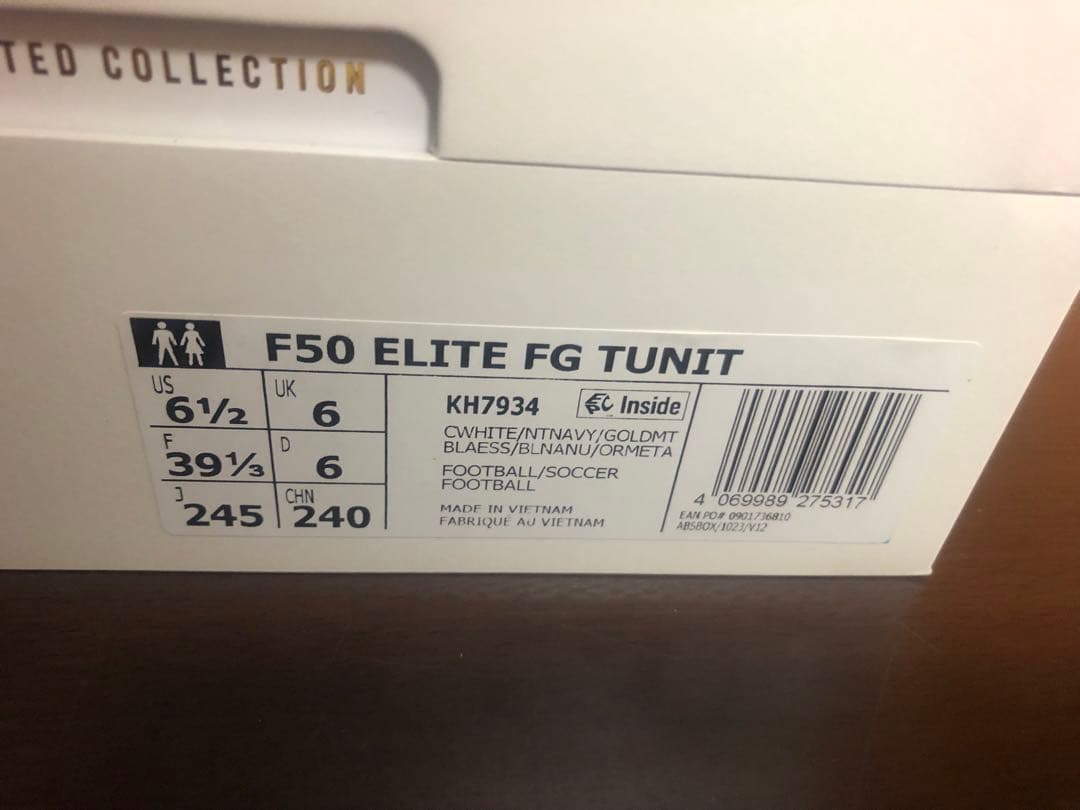 TED COLLECTION
F50 ELITE FG TUNIT
US
6½
UK
6
F
39⅓
D
6
J
245
CHN
240
KH7934
Inside
CWHITE/NTNAVY/GOLDMT
BLAESS/BLNANU/ORMETA
FOOTBALL/SOCCER
FOOTBALL
MADE IN VIETNAM
FABRIQUÉ AU VIETNAM
4 069989 275317
EAN PO# 0901736810
ABSBOX/1023/V12